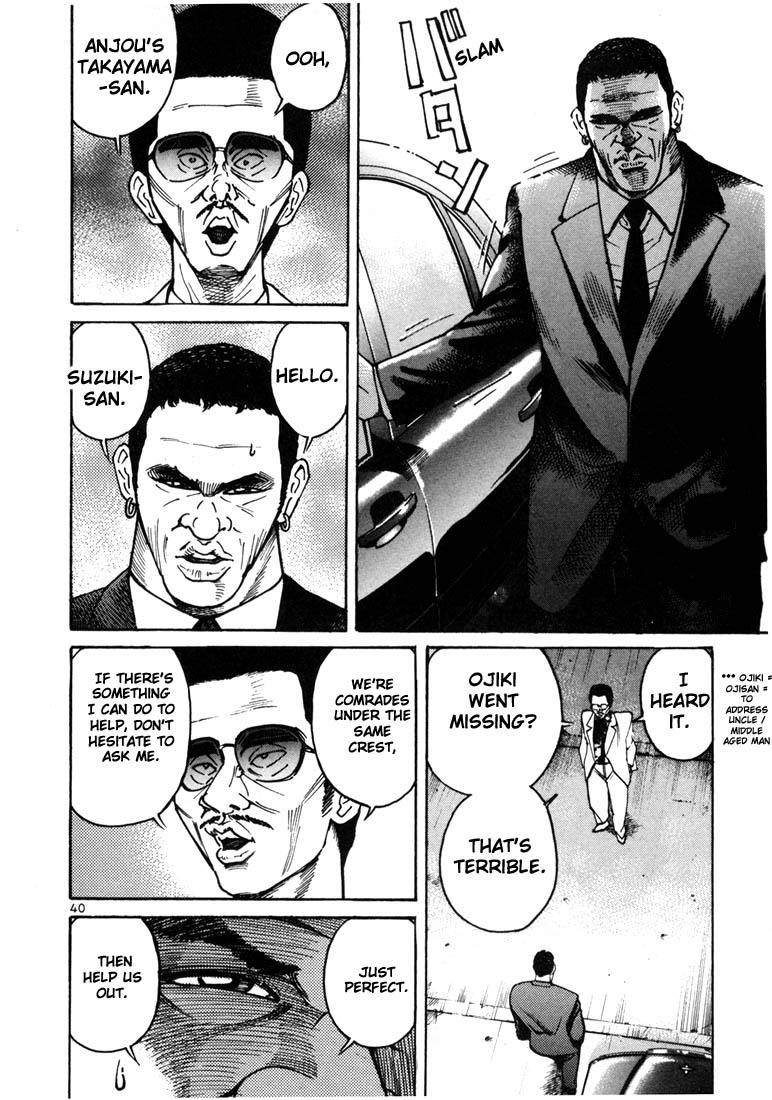 バタンッ
SLAM
OOH,
ANJOU'S
TAKAYAMA
-SAN.
HELLO.
SUZUKI-
SAN.
I
HEARD
IT.
OJIKI
WENT
MISSING?
THAT'S
TERRIBLE.
*** OJIKI =
OJISAN =
TO
ADDRESS
UNCLE /
MIDDLE
AGED MAN
WE'RE
COMRADES
UNDER THE
SAME
CREST,
IF THERE'S
SOMETHING
I CAN DO TO
HELP, DON'T
HESITATE TO
ASK ME.
40
JUST
PERFECT.
THEN
HELP US
OUT.